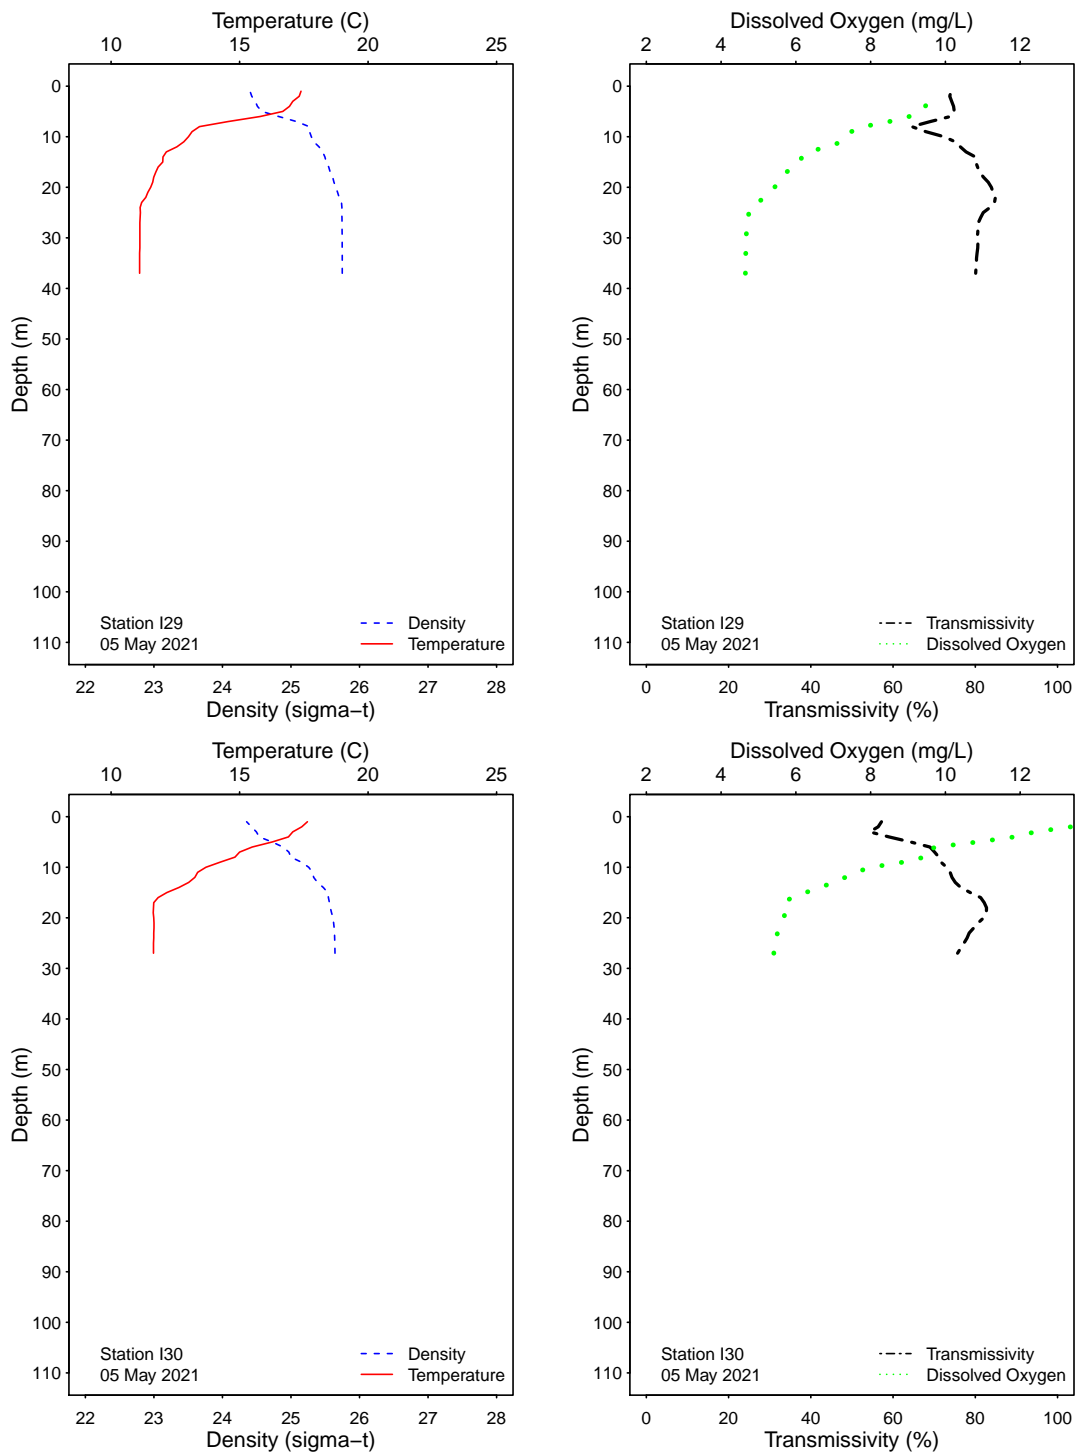 Temperature (C)
10 15 20 25
0
10
20
30
40
50
60
70
80
90
100
110
Depth (m)
Station I29
05 May 2021
Density
Temperature
22 23 24 25 26 27 28
Density (sigma−t)
Dissolved Oxygen (mg/L)
2 4 6 8 10 12
0
10
20
30
40
50
60
70
80
90
100
110
Depth (m)
Station I29
05 May 2021
Transmissivity
Dissolved Oxygen
0 20 40 60 80 100
Transmissivity (%)
Temperature (C)
10 15 20 25
0
10
20
30
40
50
60
70
80
90
100
110
Depth (m)
Station I30
05 May 2021
Density
Temperature
22 23 24 25 26 27 28
Density (sigma−t)
Dissolved Oxygen (mg/L)
2 4 6 8 10 12
0
10
20
30
40
50
60
70
80
90
100
110
Depth (m)
Station I30
05 May 2021
Transmissivity
Dissolved Oxygen
0 20 40 60 80 100
Transmissivity (%)